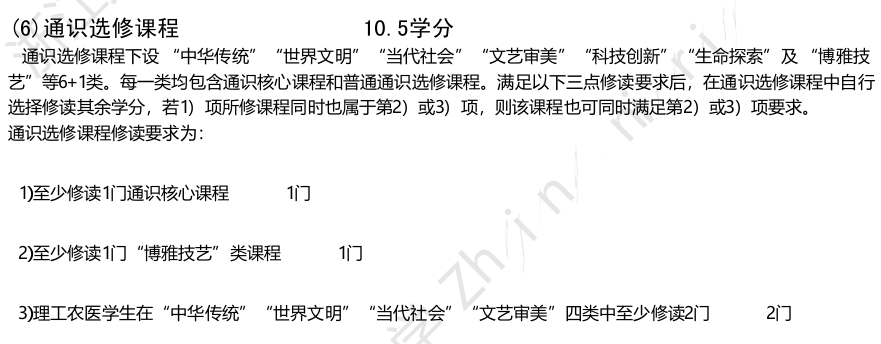 (6)通识选修课程 10.5学分
通识选修课程下设 “中华传统” “世界文明” “当代社会” “文艺审美” “科技创新” “生命探索” 及 “博雅技
艺” 等6+1类。每一类均包含通识核心课程和普通通识选修课程。满足以下三点修读要求后，在通识选修课程中自行
选择修读其余学分，若1）项所修课程同时也属于第2）或3）项，则该课程也可同时满足第2）或3）项要求。
通识选修课程修读要求为：
1)至少修读1门通识核心课程 1门
2)至少修读1门 “博雅技艺” 类课程 1门
3)理工农医学生在 “中华传统” “世界文明” “当代社会” “文艺审美” 四类中至少修读2门 2门